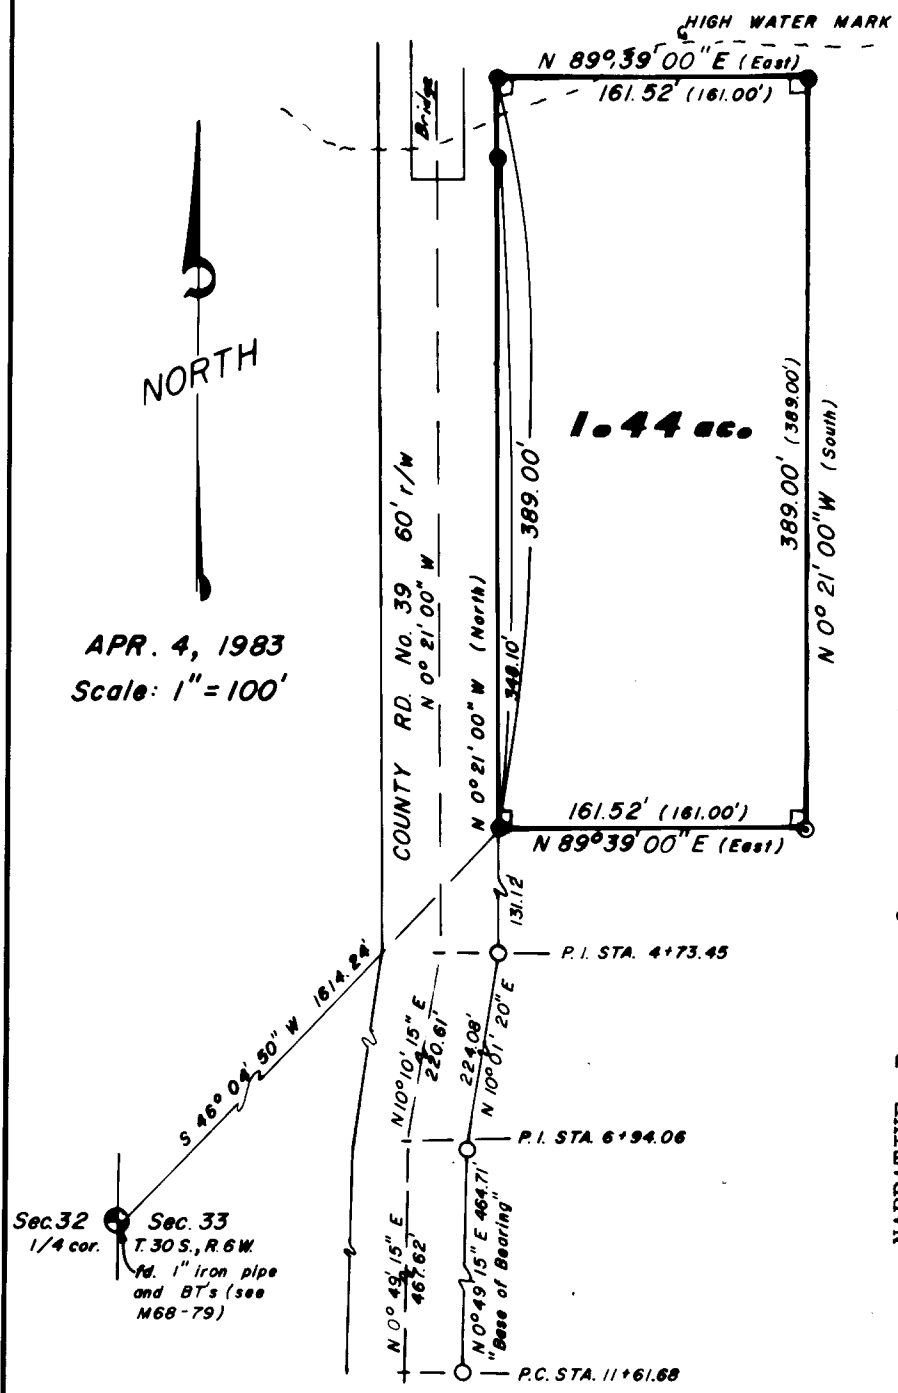 HIGH WATER MARK
N 89° 39' 00" E (East)
161.52' (161.00')
Bridge
NORTH
APR. 4, 1983
Scale: 1" = 100'
COUNTY RD. No. 39 60' r/w
N 0° 21' 00" W
N 0° 21' 00" W (North)
389.00'
348.10'
1.44 ac.
389.00' (389.00')
N 0° 21' 00" W (South)
161.52' (161.00')
N 89° 39' 00" E (East)
131.12
P.I. STA. 4+73.45
S 46° 04' 50" W 1614.24'
N 10° 10' 15" E
220.61'
224.08'
N 10° 01' 20" E
P.I. STA. 6+94.06
Sec. 32
1/4 cor.
Sec. 33
T. 30 S., R. 6 W.
fd. 1" iron pipe
and BT's (see
M68-79)
N 0° 49' 15" E
467.62'
N 0° 49' 15" E 464.71'
"Base of Bearing"
P.C. STA. 11+61.68